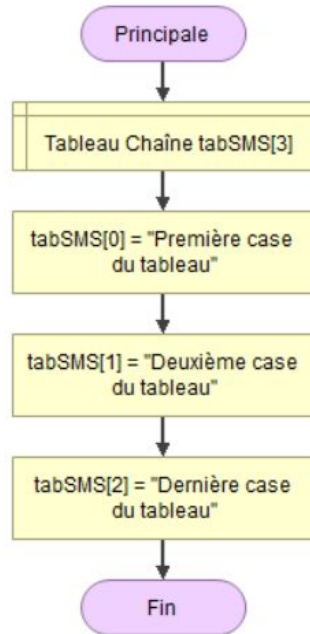 Principale
Tableau Chaîne tabSMS[3]
tabSMS[0] = "Première case
du tableau"
tabSMS[1] = "Deuxième case
du tableau"
tabSMS[2] = "Dernière case
du tableau"
Fin